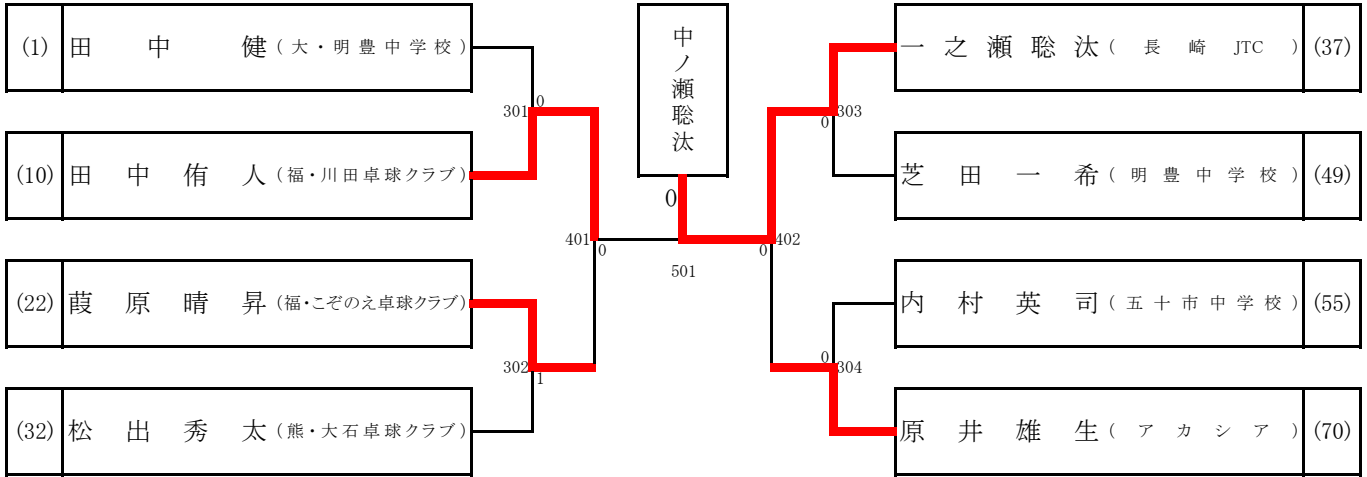 (1) 田中健 (大・明豊中学校)
(10) 田中侑人 (福・川田卓球クラブ)
(22) 葭原晴昇 (福・こぞのえ卓球クラブ)
(32) 松出秀太 (熊・大石卓球クラブ)
301
0
302
1
401
0
中ノ瀬聡汰
0
501
402
0
303
0
304
0
一之瀬聡汰 (長崎JTC) (37)
芝田一希 (明豊中学校) (49)
内村英司 (五十市中学校) (55)
原井雄生 (アカシア) (70)